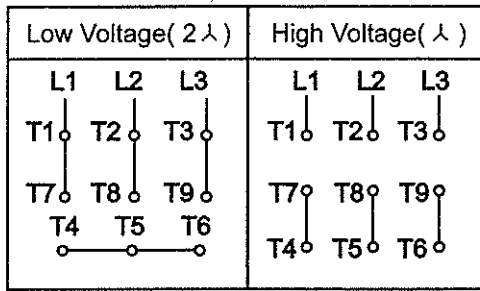 Low Voltage( 2⅄ )
L1 L2 L3
T1 T2 T3
T7 T8 T9
T4 T5 T6
High Voltage( ⅄ )
L1 L2 L3
T1 T2 T3
T7 T8 T9
T4 T5 T6